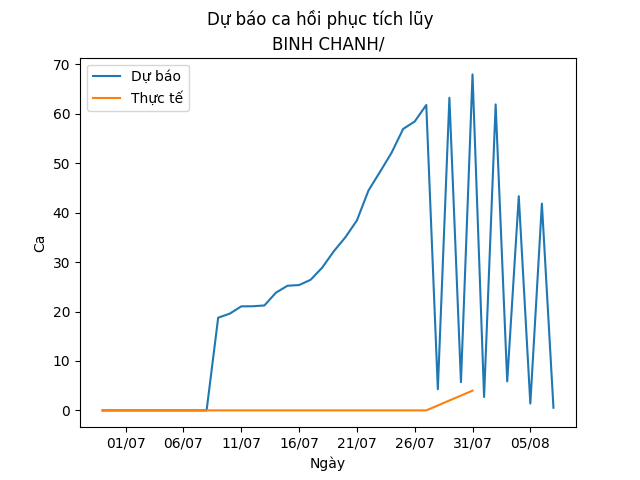 Dự báo ca hồi phục tích lũy
BINH CHANH/
Dự báo
Thực tế
Ca
70
60
50
40
30
20
10
0
01/07 06/07 11/07 16/07 21/07 26/07 31/07 05/08
Ngày